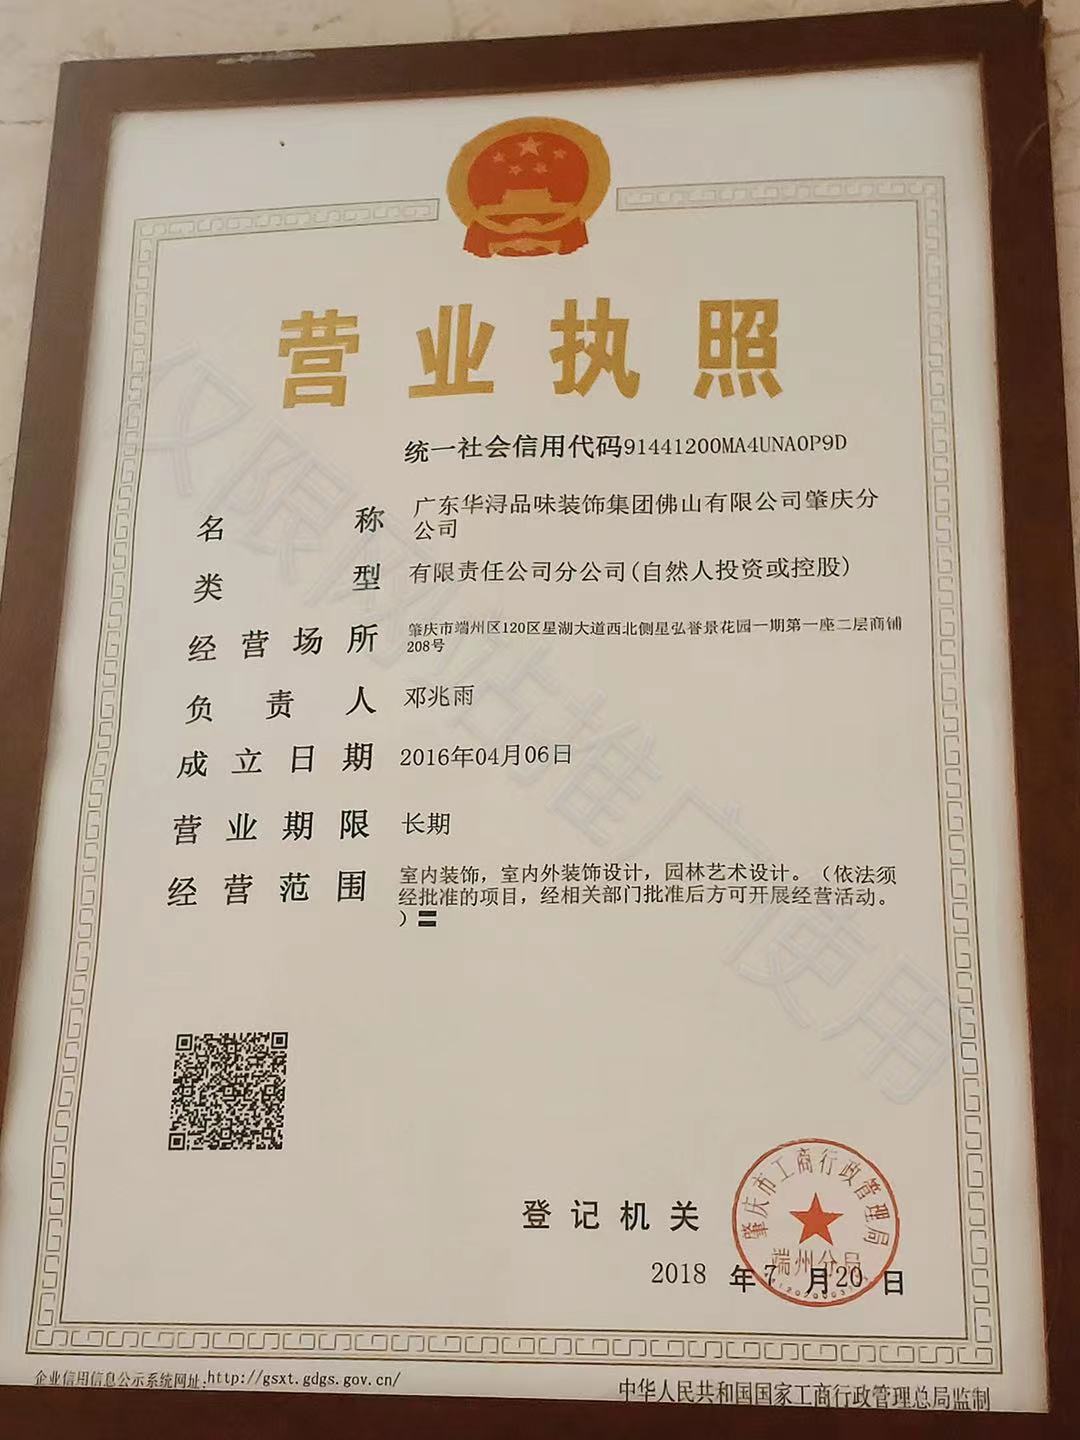 营业执照
统一社会信用代码91441200MA4UNA0P9D
名称 广东华浔品味装饰集团佛山有限公司肇庆分
公司
类型 有限责任公司分公司(自然人投资或控股)
经营场所 肇庆市端州区120区星湖大道西北侧星弘誉景花园一期第一座二层商铺
208号
负责人 邓兆雨
成立日期 2016年04月06日
营业期限 长期
经营范围 室内装饰，室内外装饰设计，园林艺术设计。（依法须
经批准的项目，经相关部门批准后方可开展经营活动。
）〓
仅限网站推广使用
登记机关
肇庆市工商行政管理局
端州分局
2018 年 7 月 20 日
企业信用信息公示系统网址:http://gsxt.gdgs.gov.cn/
中华人民共和国国家工商行政管理总局监制